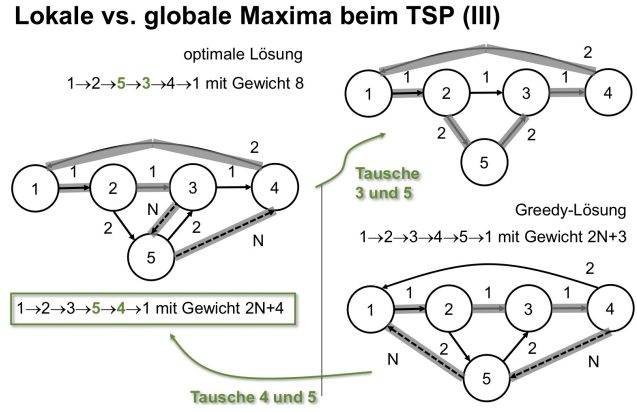 Lokale vs. globale Maxima beim TSP (III)
optimale Lösung
1→2→5→3→4→1 mit Gewicht 8
2
1
1
1
1
2
3
4
2
2
5
Tausche
3 und 5
2
1
1
1
1
2
3
4
N
2
2
N
5
1→2→3→5→4→1 mit Gewicht 2N+4
Greedy-Lösung
1→2→3→4→5→1 mit Gewicht 2N+3
2
1
1
1
1
2
3
4
N
2
2
N
5
Tausche 4 und 5